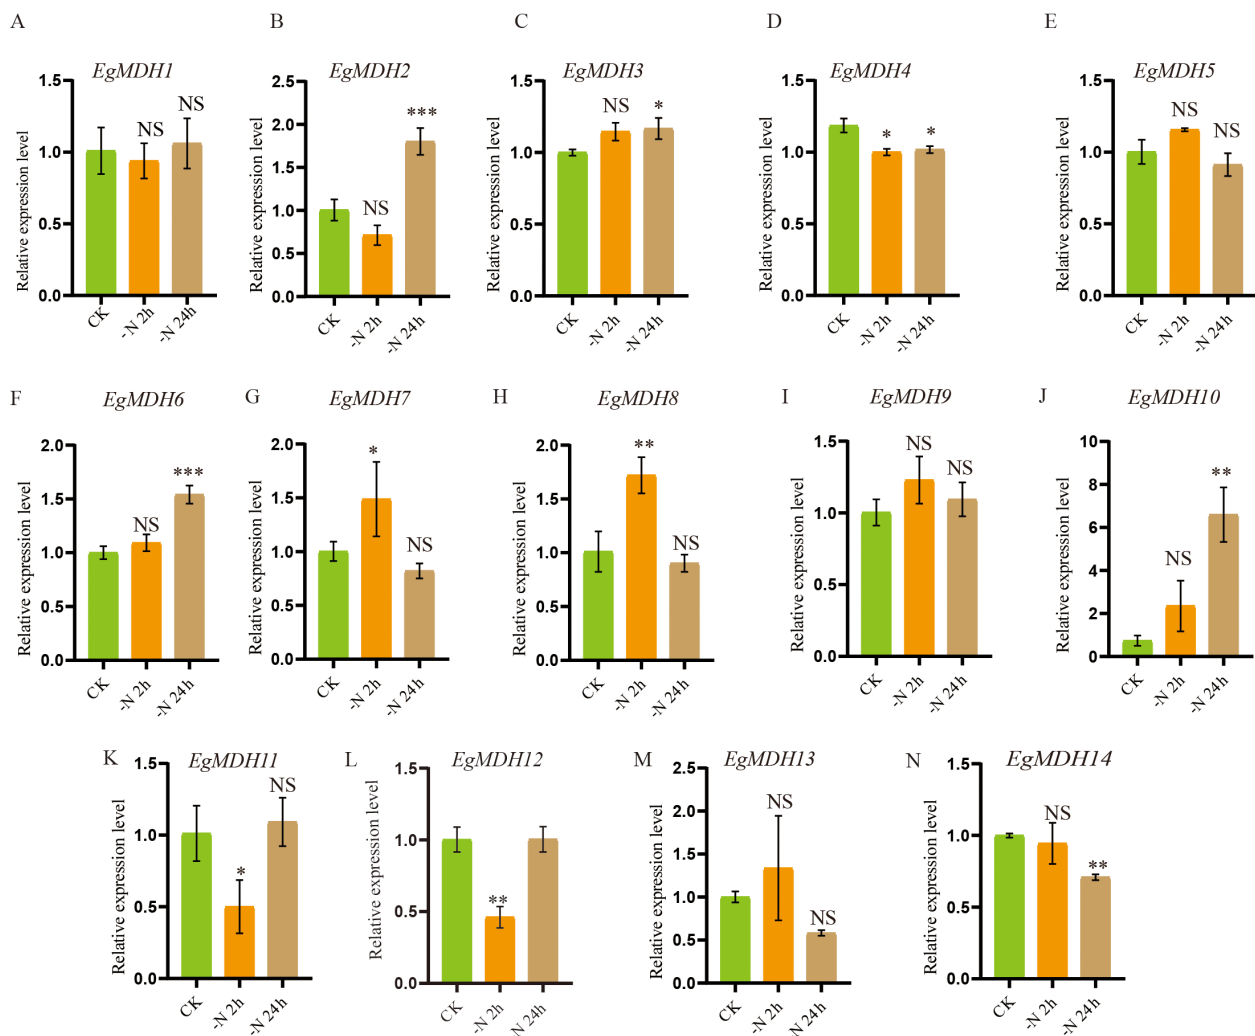 A
B
C
D
E
EgMDH1
EgMDH2
EgMDH3
EgMDH4
EgMDH5
Relative expression level
1.5
1.0
0.5
0.0
NS
NS
CK
-N 2h
-N 24h
Relative expression level
2.5
2.0
1.5
1.0
0.5
0.0
NS
***
CK
-N 2h
-N 24h
Relative expression level
1.5
1.0
0.5
0.0
NS
*
CK
-N 2h
-N 24h
Relative expression level
1.5
1.0
0.5
0.0
*
*
CK
-N 2h
-N 24h
Relative expression level
1.5
1.0
0.5
0.0
NS
NS
CK
-N 2h
-N 24h
F
G
H
I
J
EgMDH6
EgMDH7
EgMDH8
EgMDH9
EgMDH10
Relative expression level
2.0
1.5
1.0
0.5
0.0
NS
***
CK
-N 2h
-N 24h
Relative expression level
2.0
1.5
1.0
0.5
0.0
*
NS
CK
-N 2h
-N 24h
Relative expression level
2.0
1.5
1.0
0.5
0.0
**
NS
CK
-N 2h
-N 24h
Relative expression level
1.5
1.0
0.5
0.0
NS
NS
CK
-N 2h
-N 24h
Relative expression level
10
8
6
4
2
0
NS
**
CK
-N 2h
-N 24h
K
L
M
N
EgMDH11
EgMDH12
EgMDH13
EgMDH14
Relative expression level
1.5
1.0
0.5
0.0
*
NS
CK
-N 2h
-N 24h
Relative expression level
1.5
1.0
0.5
0.0
**
CK
-N 2h
N 24h
Relative expression level
2.5
2.0
1.5
1.0
0.5
0.0
NS
NS
CK
-N 2h
-N 24h
Relative expression level
1.5
1.0
0.5
0.0
NS
**
CK
-N 2h
-N 24h